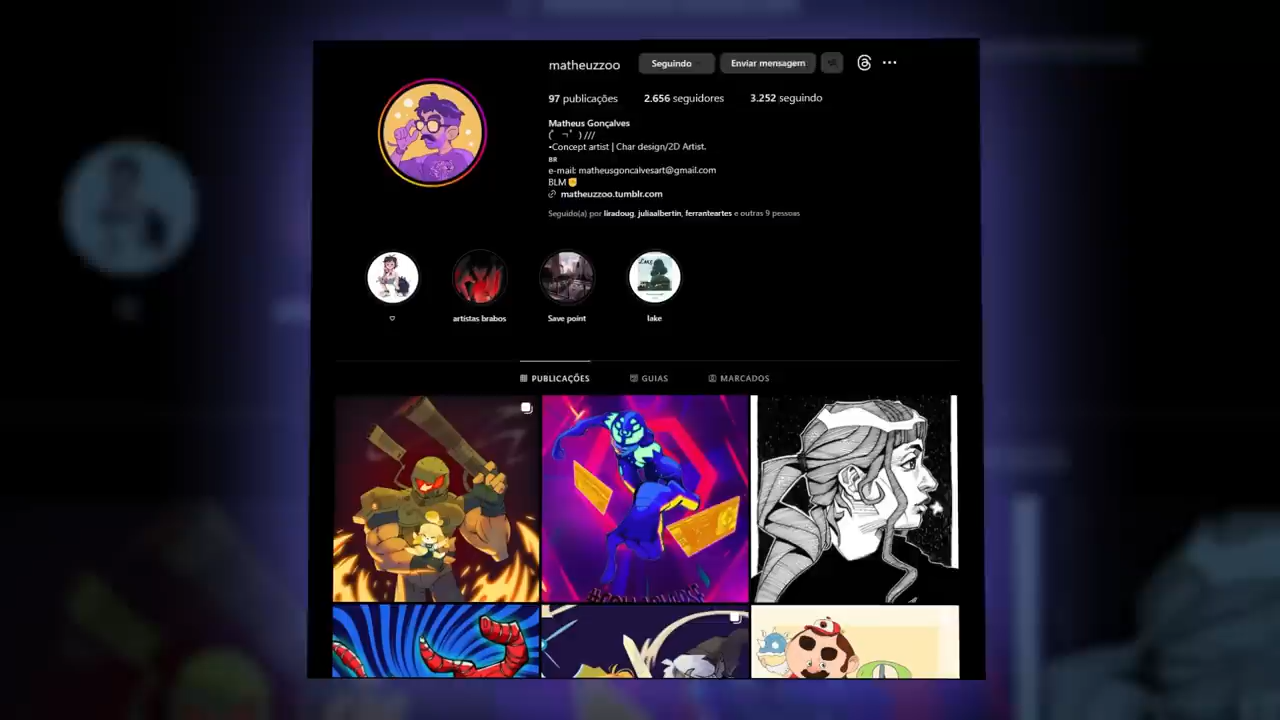 matheuzzoo Seguindo Enviar mensagem
97 publicações 2.656 seguidores 3.252 seguindo
Matheus Gonçalves
•Concept artist | Char design/2D Artist.
BR
e-mail: matheusgoncalvesart@gmail.com
BLM
matheuzzoo.tumblr.com
Seguido(a) por liradoug, juliaalbertin, ferranteartes e outras 9 pessoas
artistas brabos Save point lake
PUBLICAÇÕES GUIAS MARCADOS